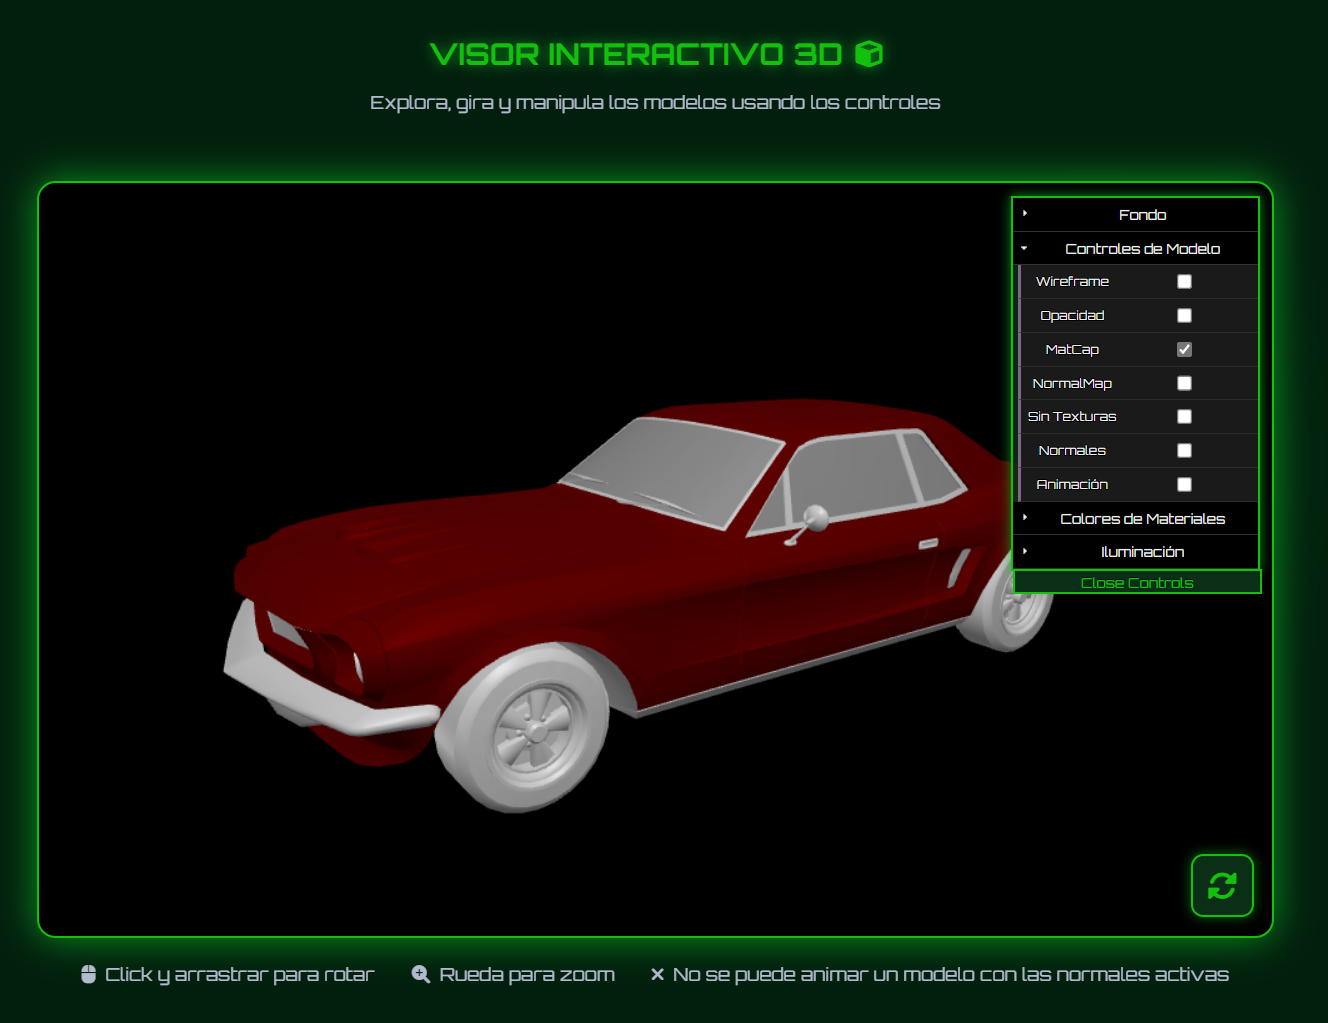 VISOR INTERACTIVO 3D
Explora, gira y manipula los modelos usando los controles
Fondo
Controles de Modelo
Wireframe
Opacidad
MatCap
NormalMap
Sin Texturas
Normales
Animación
Colores de Materiales
Iluminación
Close Controls
Click y arrastrar para rotar
Rueda para zoom
No se puede animar un modelo con las normales activas